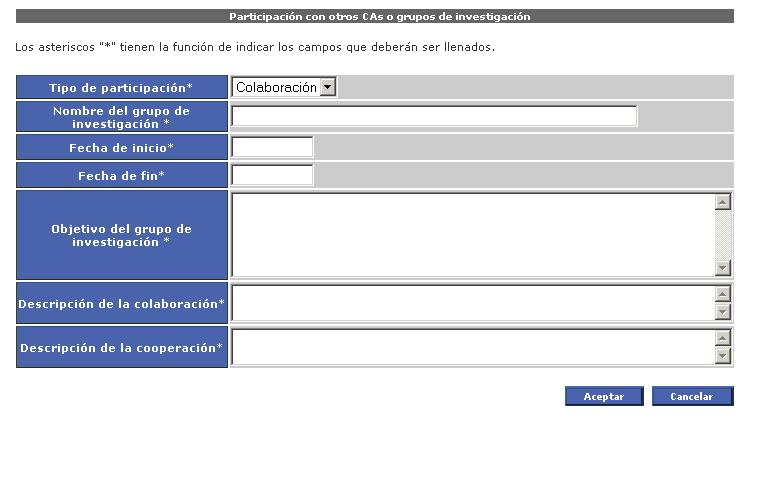 Participación con otros CAs o grupos de investigación
Los asteriscos "*" tienen la función de indicar los campos que deberán ser llenados.
Tipo de participación*
Colaboración
Nombre del grupo de
investigación *
Fecha de inicio*
Fecha de fin*
Objetivo del grupo de
investigación *
Descripción de la colaboración*
Descripción de la cooperación*
Aceptar
Cancelar